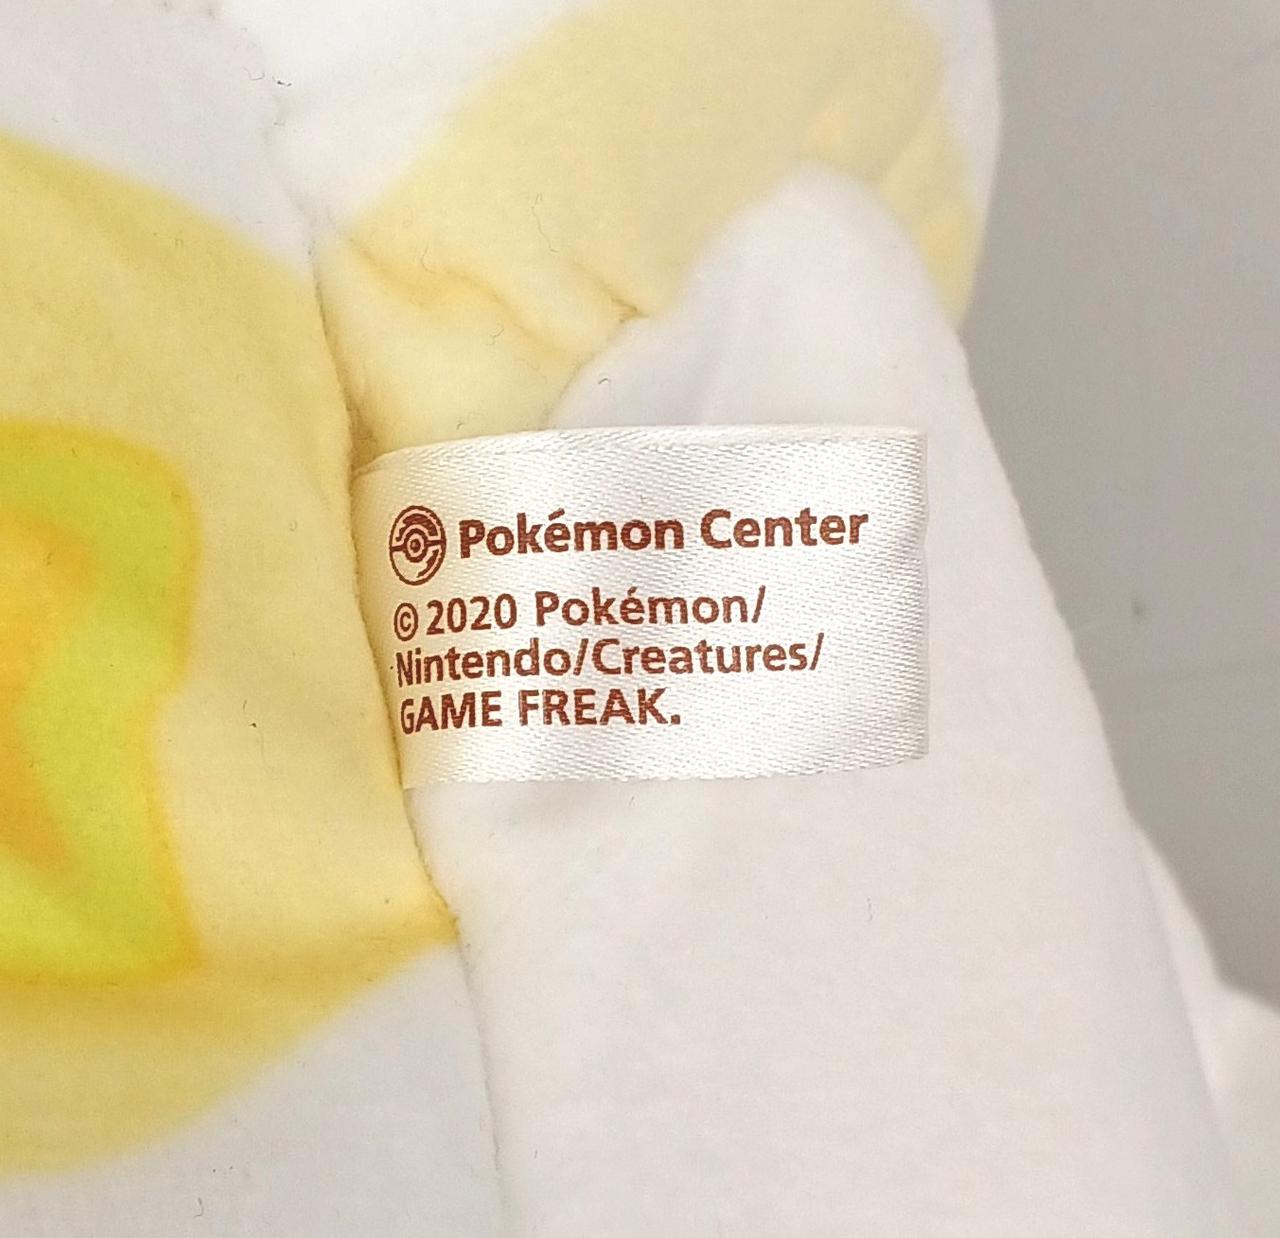 Pokémon Center
© 2020 Pokémon/
Nintendo/Creatures/
GAME FREAK.